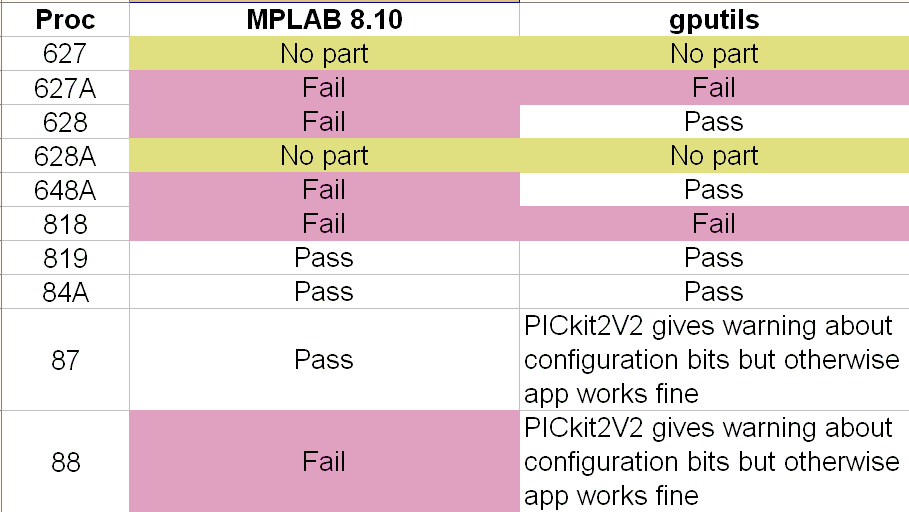 Proc MPLAB 8.10 gputils
627 No part No part
627A Fail Fail
628 Fail Pass
628A No part No part
648A Fail Pass
818 Fail Fail
819 Pass Pass
84A Pass Pass
87 Pass PICkit2V2 gives warning about
configuration bits but otherwise
app works fine
88 Fail PICkit2V2 gives warning about
configuration bits but otherwise
app works fine